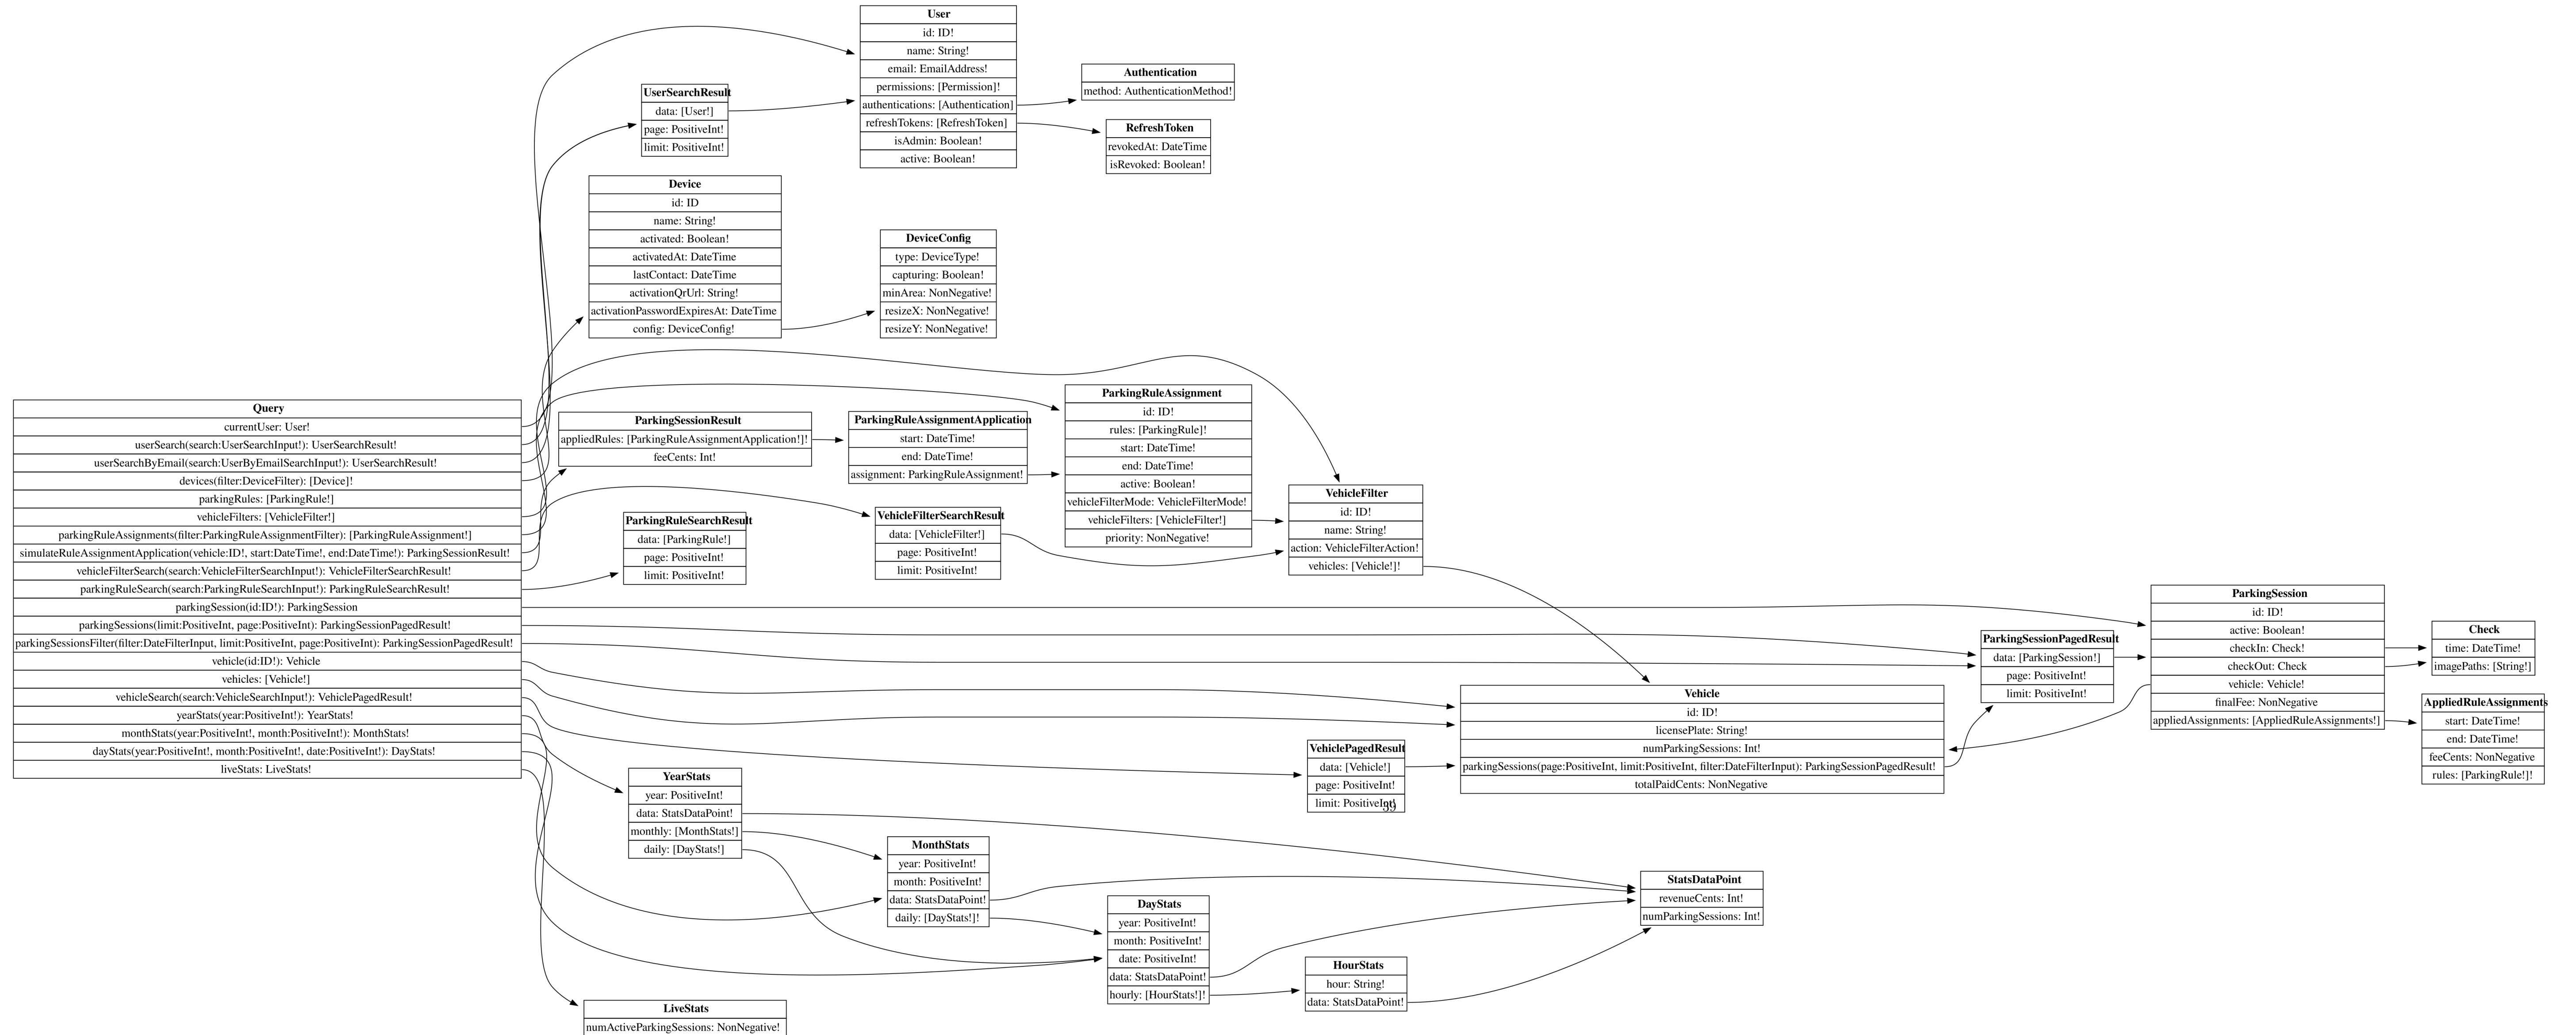 User
id: ID!
name: String!
email: EmailAddress!
permissions: [Permission]!
authentications: [Authentication]
refreshTokens: [RefreshToken]
isAdmin: Boolean!
active: Boolean!
Authentication
method: AuthenticationMethod!
RefreshToken
revokedAt: DateTime
isRevoked: Boolean!
UserSearchResult
data: [User!]
page: PositiveInt!
limit: PositiveInt!
Device
id: ID
name: String!
activated: Boolean!
activatedAt: DateTime
lastContact: DateTime
activationQrUrl: String!
activationPasswordExpiresAt: DateTime
config: DeviceConfig!
DeviceConfig
type: DeviceType!
capturing: Boolean!
minArea: NonNegative!
resizeX: NonNegative!
resizeY: NonNegative!
Query
currentUser: User!
userSearch(search:UserSearchInput!): UserSearchResult!
userSearchByEmail(search:UserByEmailSearchInput!): UserSearchResult!
devices(filter:DeviceFilter): [Device]!
parkingRules: [ParkingRule!]
vehicleFilters: [VehicleFilter!]
parkingRuleAssignments(filter:ParkingRuleAssignmentFilter): [ParkingRuleAssignment!]
simulateRuleAssignmentApplication(vehicle:ID!, start:DateTime!, end:DateTime!): ParkingSessionResult!
vehicleFilterSearch(search:VehicleFilterSearchInput!): VehicleFilterSearchResult!
parkingRuleSearch(search:ParkingRuleSearchInput!): ParkingRuleSearchResult!
parkingSession(id:ID!): ParkingSession
parkingSessions(limit:PositiveInt, page:PositiveInt): ParkingSessionPagedResult!
parkingSessionsFilter(filter:DateFilterInput, limit:PositiveInt, page:PositiveInt): ParkingSessionPagedResult!
vehicle(id:ID!): Vehicle
vehicles: [Vehicle!]
vehicleSearch(search:VehicleSearchInput!): VehiclePagedResult!
yearStats(year:PositiveInt!): YearStats!
monthStats(year:PositiveInt!, month:PositiveInt!): MonthStats!
dayStats(year:PositiveInt!, month:PositiveInt!, date:PositiveInt!): DayStats!
liveStats: LiveStats!
ParkingSessionResult
appliedRules: [ParkingRuleAssignmentApplication!]!
feeCents: Int!
ParkingRuleAssignmentApplication
start: DateTime!
end: DateTime!
assignment: ParkingRuleAssignment!
ParkingRuleAssignment
id: ID!
rules: [ParkingRule]!
start: DateTime!
end: DateTime!
active: Boolean!
vehicleFilterMode: VehicleFilterMode!
vehicleFilters: [VehicleFilter!]
priority: NonNegative!
ParkingRuleSearchResult
data: [ParkingRule!]
page: PositiveInt!
limit: PositiveInt!
VehicleFilterSearchResult
data: [VehicleFilter!]
page: PositiveInt!
limit: PositiveInt!
VehicleFilter
id: ID!
name: String!
action: VehicleFilterAction!
vehicles: [Vehicle!]!
ParkingSession
id: ID!
active: Boolean!
checkIn: Check!
checkOut: Check
vehicle: Vehicle!
finalFee: NonNegative
appliedAssignments: [AppliedRuleAssignments!]
Check
time: DateTime!
imagePaths: [String!]
ParkingSessionPagedResult
data: [ParkingSession!]
page: PositiveInt!
limit: PositiveInt!
AppliedRuleAssignments
start: DateTime!
end: DateTime!
feeCents: NonNegative
rules: [ParkingRule!]!
Vehicle
id: ID!
licensePlate: String!
numParkingSessions: Int!
parkingSessions(page:PositiveInt, limit:PositiveInt, filter:DateFilterInput): ParkingSessionPagedResult!
totalPaidCents: NonNegative
VehiclePagedResult
data: [Vehicle!]
page: PositiveInt!
limit: PositiveInt!
39
YearStats
year: PositiveInt!
data: StatsDataPoint!
monthly: [MonthStats!]
daily: [DayStats!]
MonthStats
year: PositiveInt!
month: PositiveInt!
data: StatsDataPoint!
daily: [DayStats!]!
StatsDataPoint
revenueCents: Int!
numParkingSessions: Int!
DayStats
year: PositiveInt!
month: PositiveInt!
date: PositiveInt!
data: StatsDataPoint!
hourly: [HourStats!]!
HourStats
hour: String!
data: StatsDataPoint!
LiveStats
numActiveParkingSessions: NonNegative!